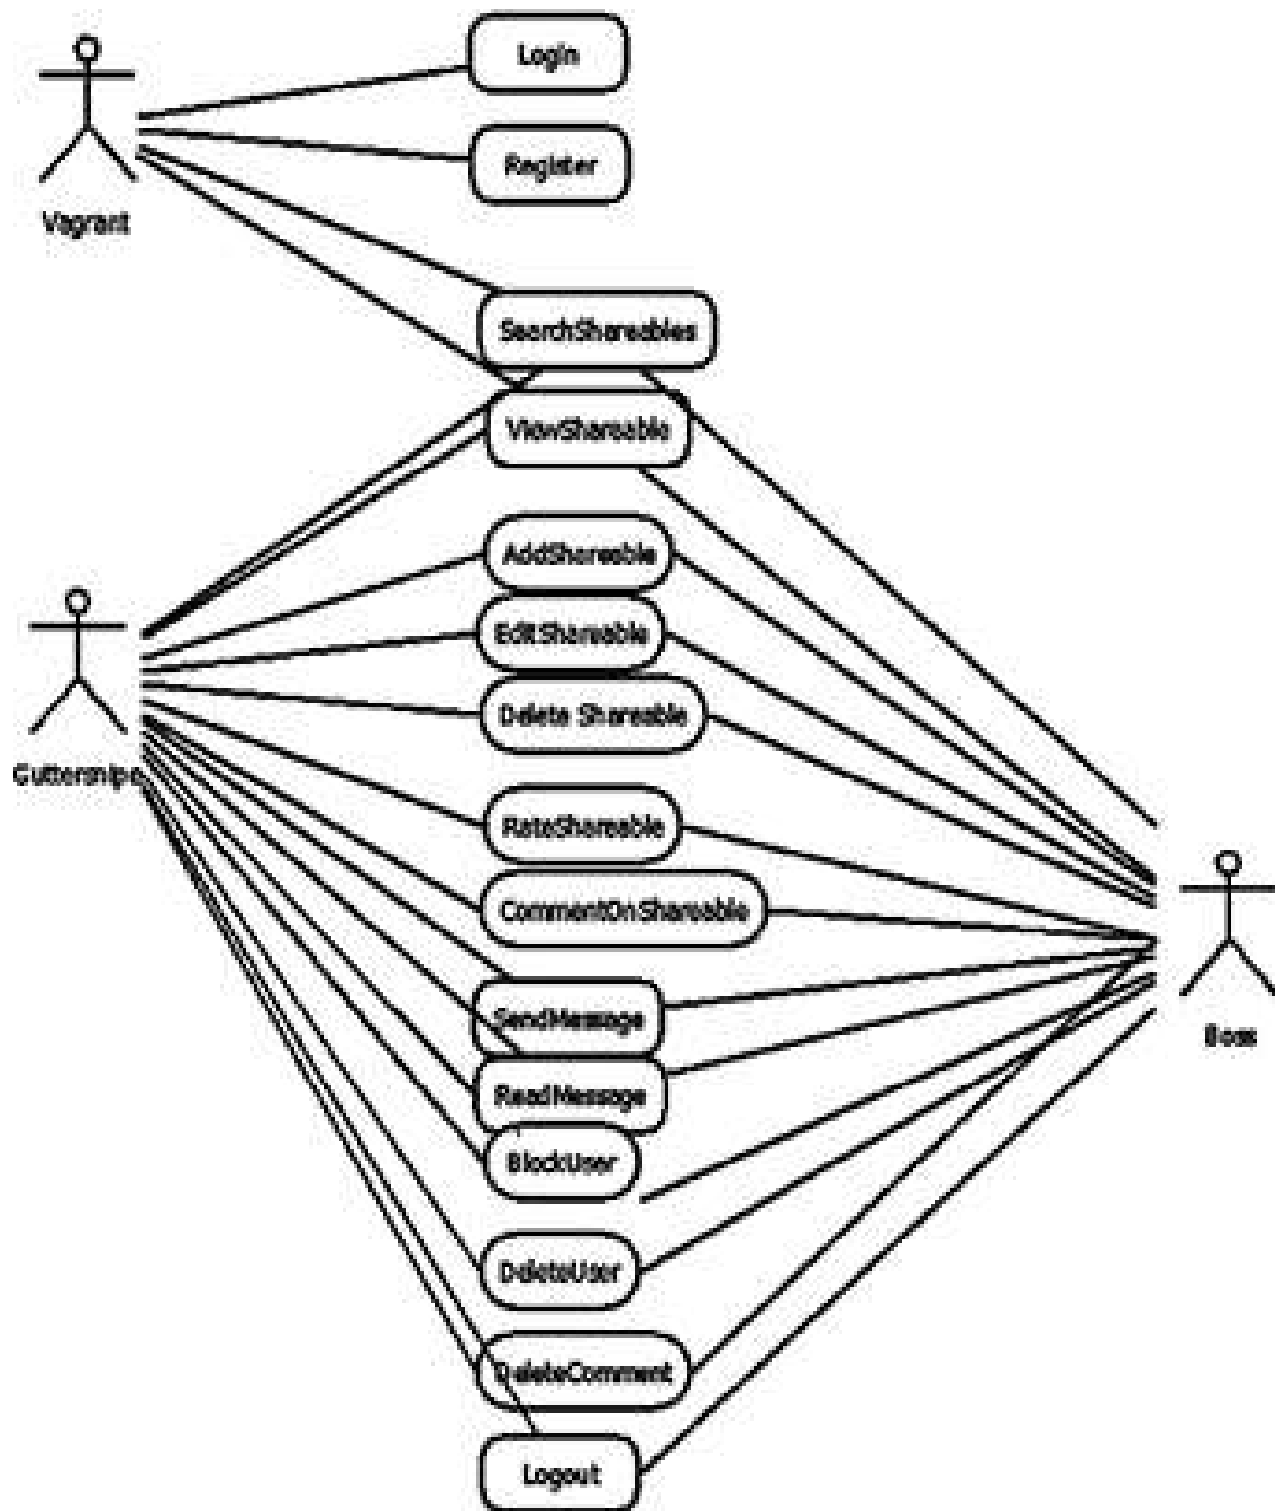 Login
Register
Vagrant
SearchShareables
ViewShareable
AddShareable
EditShareable
Delete Shareable
Guttersnipe
RateShareable
CommentOnShareable
SendMessage
Boss
ReadMessage
BlockUser
DeleteUser
DeleteComment
Logout